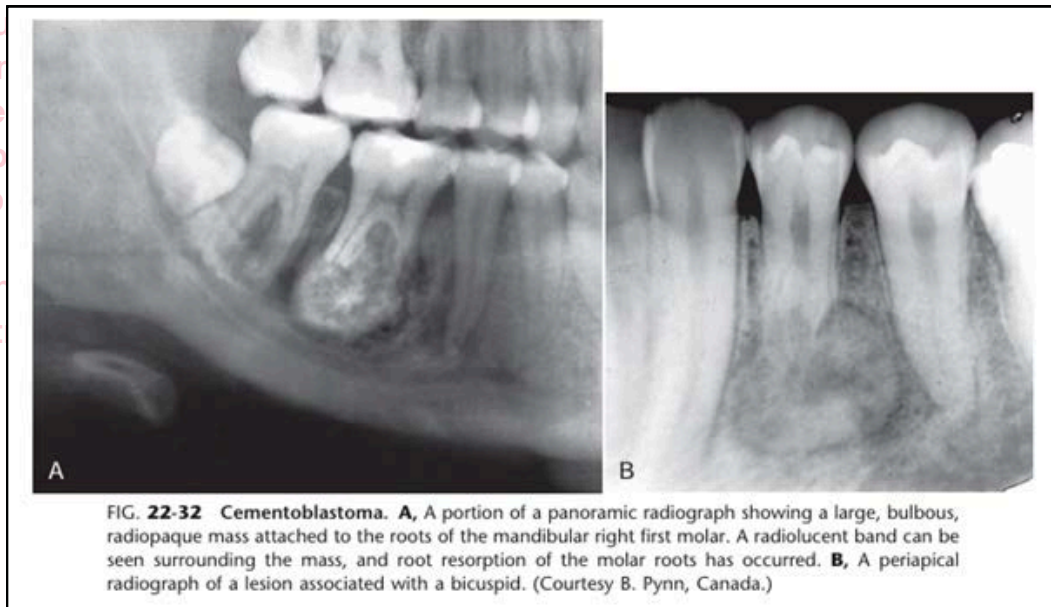 A
B
FIG. 22-32 Cementoblastoma. A, A portion of a panoramic radiograph showing a large, bulbous,
radiopaque mass attached to the roots of the mandibular right first molar. A radiolucent band can be
seen surrounding the mass, and root resorption of the molar roots has occurred. B, A periapical
radiograph of a lesion associated with a bicuspid. (Courtesy B. Pynn, Canada.)